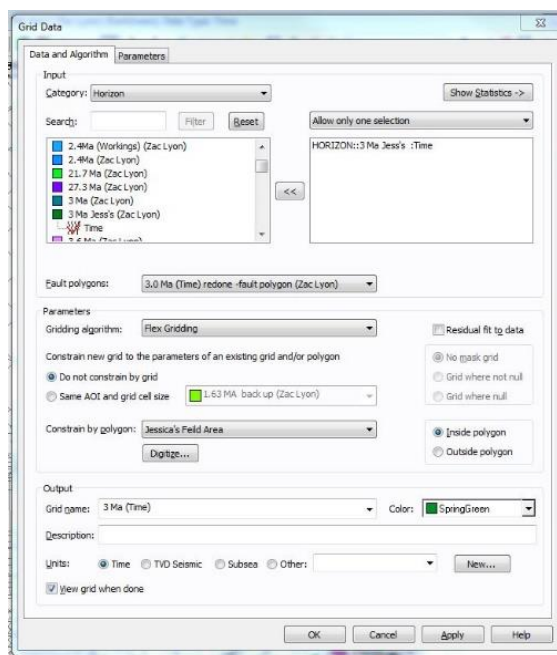 Grid Data
Data and Algorithm Parameters
Input
Category: Horizon
Show Statistics ->
Search: Filter Reset
Allow only one selection
2.4Ma (Workings) (Zac Lyon)
2.4Ma (Zac Lyon)
21.7 Ma (Zac Lyon)
27.3 Ma (Zac Lyon)
3 Ma (Zac Lyon)
3 Ma Jess's (Zac Lyon)
Time
3.6 Ma (Zac Lyon)
<<
HORIZON::3 Ma Jess's :Time
Fault polygons: 3.0 Ma (Time) redone -fault polygon (Zac Lyon)
Parameters
Gridding algorithm: Flex Gridding
Residual fit to data
Constrain new grid to the parameters of an existing grid and/or polygon
Do not constrain by grid
Same AOI and grid cell size 1.63 MA back up (Zac Lyon)
No mask grid
Grid where not null
Grid where null
Constrain by polygon: Jessica's Feild Area
Digitize...
Inside polygon
Outside polygon
Output
Grid name: 3 Ma (Time) Color: SpringGreen
Description:
Units: Time TVD Seismic Subsea Other: New...
View grid when done
OK Cancel Apply Help